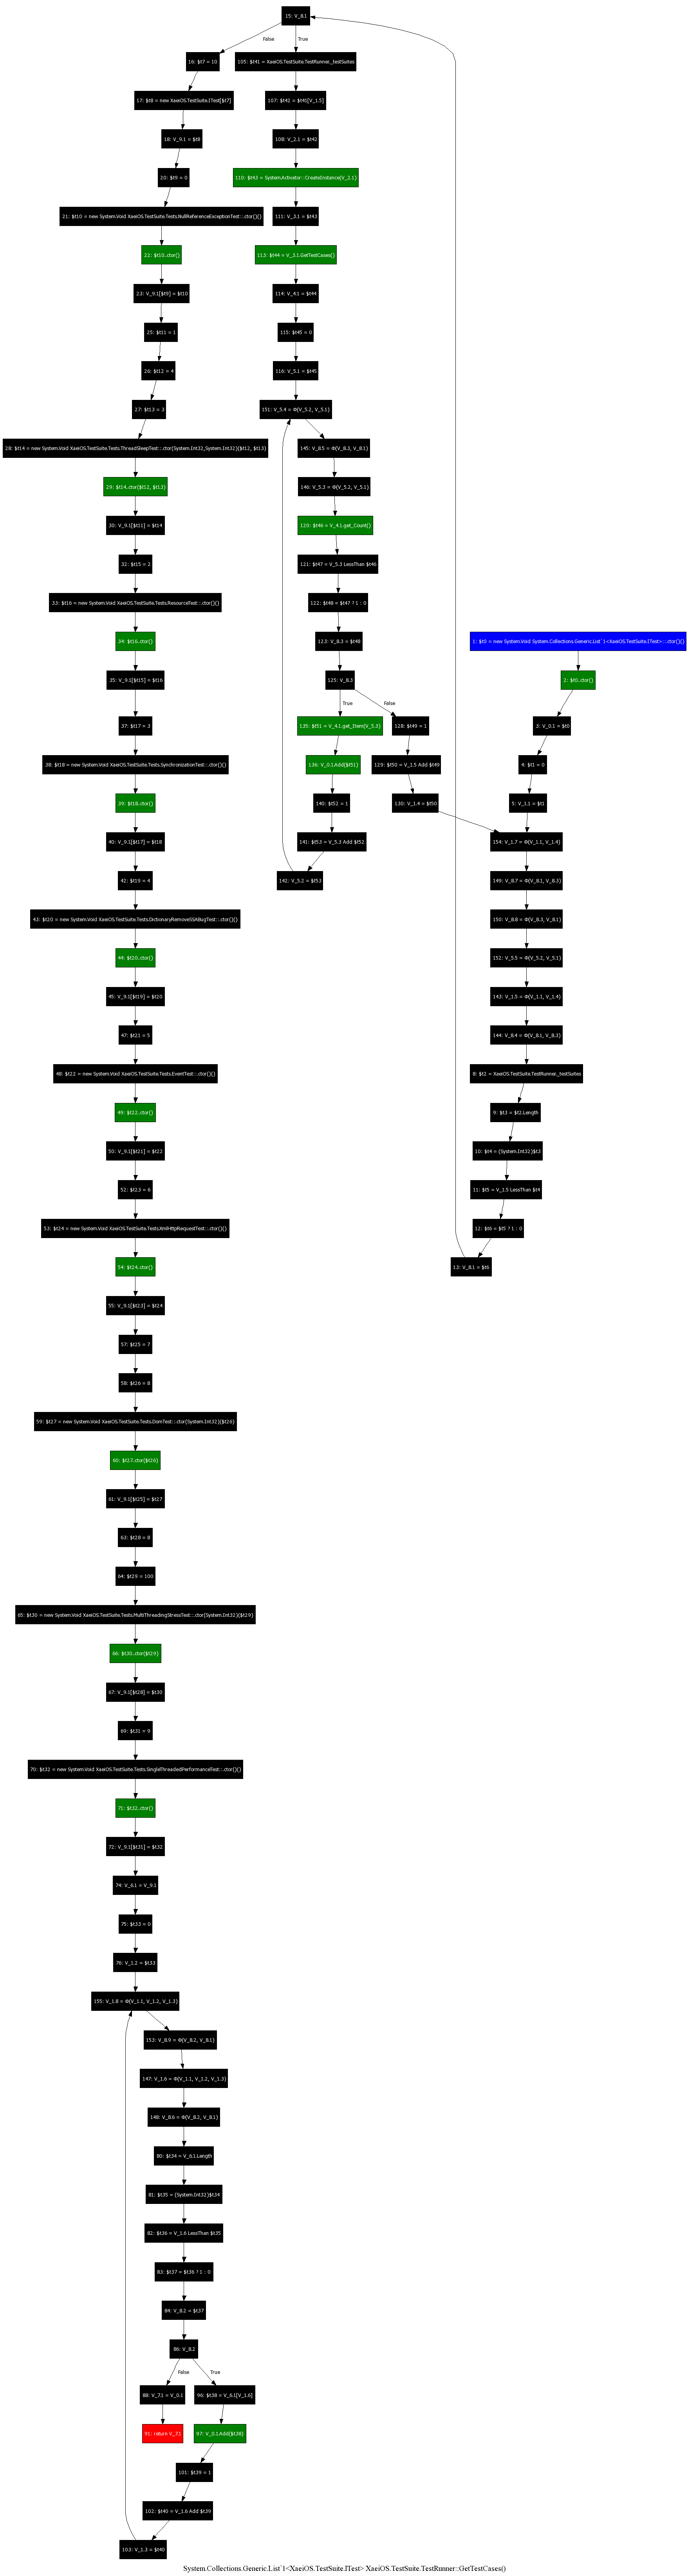 15: V_8.1
False
True
16: $t7 = 10
105: $t41 = XaeiOS.TestSuite.TestRunner._testSuites
17: $t8 = new XaeiOS.TestSuite.ITest[$t7]
107: $t42 = $t41[V_1.5]
18: V_9.1 = $t8
108: V_2.1 = $t42
20: $t9 = 0
110: $t43 = System.Activator::CreateInstance(V_2.1)
21: $t10 = new System.Void XaeiOS.TestSuite.Tests.NullReferenceExceptionTest::.ctor()()
111: V_3.1 = $t43
22: $t10..ctor()
113: $t44 = V_3.1.GetTestCases()
23: V_9.1[$t9] = $t10
114: V_4.1 = $t44
25: $t11 = 1
115: $t45 = 0
26: $t12 = 4
116: V_5.1 = $t45
27: $t13 = 3
151: V_5.4 = Φ(V_5.2, V_5.1)
28: $t14 = new System.Void XaeiOS.TestSuite.Tests.ThreadSleepTest::.ctor(System.Int32,System.Int32)($t12, $t13)
145: V_8.5 = Φ(V_8.3, V_8.1)
29: $t14..ctor($t12, $t13)
146: V_5.3 = Φ(V_5.2, V_5.1)
30: V_9.1[$t11] = $t14
120: $t46 = V_4.1.get_Count()
32: $t15 = 2
121: $t47 = V_5.3 LessThan $t46
33: $t16 = new System.Void XaeiOS.TestSuite.Tests.ResourceTest::.ctor()()
122: $t48 = $t47 ? 1 : 0
34: $t16..ctor()
123: V_8.3 = $t48
1: $t0 = new System.Void System.Collections.Generic.List`1<XaeiOS.TestSuite.ITest>::.ctor()()
35: V_9.1[$t15] = $t16
125: V_8.3
2: $t0..ctor()
True
False
37: $t17 = 3
135: $t51 = V_4.1.get_Item(V_5.3)
128: $t49 = 1
3: V_0.1 = $t0
38: $t18 = new System.Void XaeiOS.TestSuite.Tests.SynchronizationTest::.ctor()()
136: V_0.1.Add($t51)
129: $t50 = V_1.5 Add $t49
4: $t1 = 0
39: $t18..ctor()
140: $t52 = 1
130: V_1.4 = $t50
5: V_1.1 = $t1
40: V_9.1[$t17] = $t18
141: $t53 = V_5.3 Add $t52
154: V_1.7 = Φ(V_1.1, V_1.4)
42: $t19 = 4
142: V_5.2 = $t53
149: V_8.7 = Φ(V_8.1, V_8.3)
43: $t20 = new System.Void XaeiOS.TestSuite.Tests.DictionaryRemoveSSABugTest::.ctor()()
150: V_8.8 = Φ(V_8.3, V_8.1)
44: $t20..ctor()
152: V_5.5 = Φ(V_5.2, V_5.1)
45: V_9.1[$t19] = $t20
143: V_1.5 = Φ(V_1.1, V_1.4)
47: $t21 = 5
144: V_8.4 = Φ(V_8.1, V_8.3)
48: $t22 = new System.Void XaeiOS.TestSuite.Tests.EventTest::.ctor()()
8: $t2 = XaeiOS.TestSuite.TestRunner._testSuites
49: $t22..ctor()
9: $t3 = $t2.Length
50: V_9.1[$t21] = $t22
10: $t4 = (System.Int32)$t3
52: $t23 = 6
11: $t5 = V_1.5 LessThan $t4
53: $t24 = new System.Void XaeiOS.TestSuite.Tests.XmlHttpRequestTest::.ctor()()
12: $t6 = $t5 ? 1 : 0
54: $t24..ctor()
13: V_8.1 = $t6
55: V_9.1[$t23] = $t24
57: $t25 = 7
58: $t26 = 8
59: $t27 = new System.Void XaeiOS.TestSuite.Tests.DomTest::.ctor(System.Int32)($t26)
60: $t27..ctor($t26)
61: V_9.1[$t25] = $t27
63: $t28 = 8
64: $t29 = 100
65: $t30 = new System.Void XaeiOS.TestSuite.Tests.MultiThreadingStressTest::.ctor(System.Int32)($t29)
66: $t30..ctor($t29)
67: V_9.1[$t28] = $t30
69: $t31 = 9
70: $t32 = new System.Void XaeiOS.TestSuite.Tests.SingleThreadedPerformanceTest::.ctor()()
71: $t32..ctor()
72: V_9.1[$t31] = $t32
74: V_6.1 = V_9.1
75: $t33 = 0
76: V_1.2 = $t33
155: V_1.8 = Φ(V_1.1, V_1.2, V_1.3)
153: V_8.9 = Φ(V_8.2, V_8.1)
147: V_1.6 = Φ(V_1.1, V_1.2, V_1.3)
148: V_8.6 = Φ(V_8.2, V_8.1)
80: $t34 = V_6.1.Length
81: $t35 = (System.Int32)$t34
82: $t36 = V_1.6 LessThan $t35
83: $t37 = $t36 ? 1 : 0
84: V_8.2 = $t37
86: V_8.2
False
True
88: V_7.1 = V_0.1
96: $t38 = V_6.1[V_1.6]
91: return V_7.1
97: V_0.1.Add($t38)
101: $t39 = 1
102: $t40 = V_1.6 Add $t39
103: V_1.3 = $t40
System.Collections.Generic.List`1<XaeiOS.TestSuite.ITest> XaeiOS.TestSuite.TestRunner::GetTestCases()